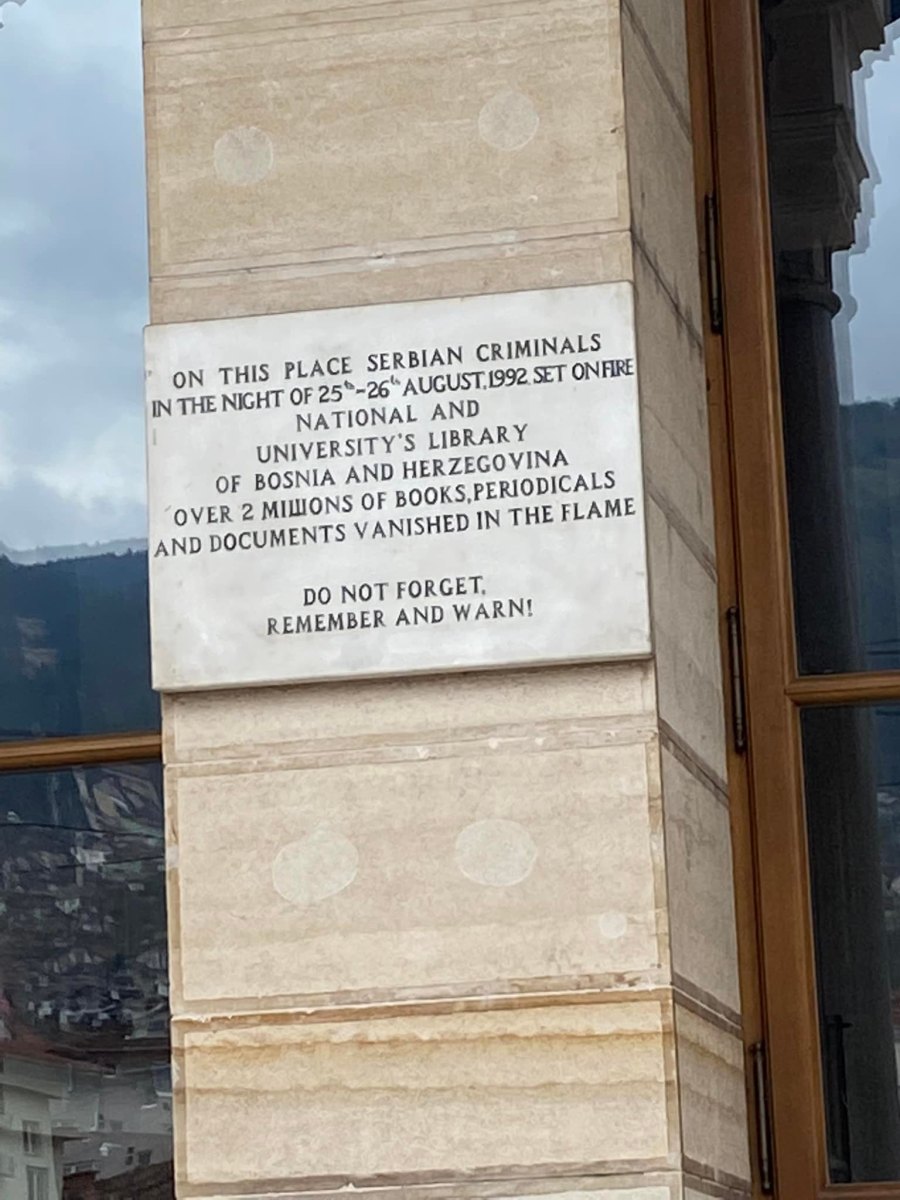 ON THIS PLACE SERBIAN CRIMINALS
IN THE NIGHT OF 25th-26th AUGUST,1992. SET ON FIRE
NATIONAL AND
UNIVERSITY'S LIBRARY
OF BOSNIA AND HERZEGOVINA
OVER 2 MILLIONS OF BOOKS, PERIODICALS
AND DOCUMENTS VANISHED IN THE FLAME
DO NOT FORGET,
REMEMBER AND WARN!